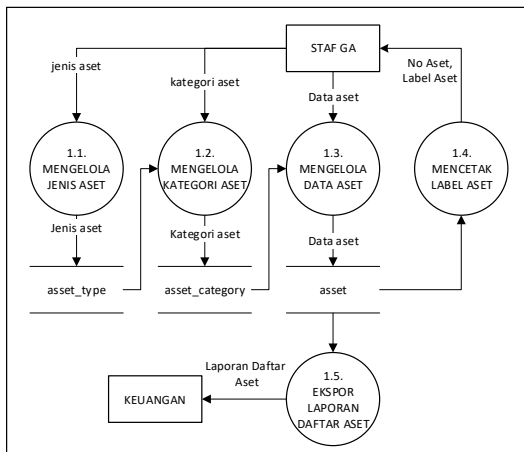 STAF GA
jenis aset
kategori aset
Data aset
No Aset,
Label Aset
1.1.
MENGELOLA
JENIS ASET
1.2.
MENGELOLA
KATEGORI ASET
1.3.
MENGELOLA
DATA ASET
1.4.
MENCETAK
LABEL ASET
Jenis aset
Kategori aset
Data aset
asset_type
asset_category
asset
KEUANGAN
Laporan Daftar
Aset
1.5.
EKSPOR
LAPORAN
DAFTAR ASET